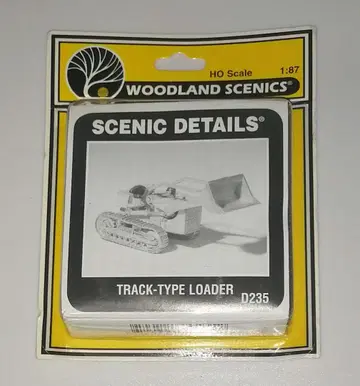 HO Scale 1:87
WOODLAND SCENICS®
SCENIC DETAILS®
TRACK-TYPE LOADER
D235